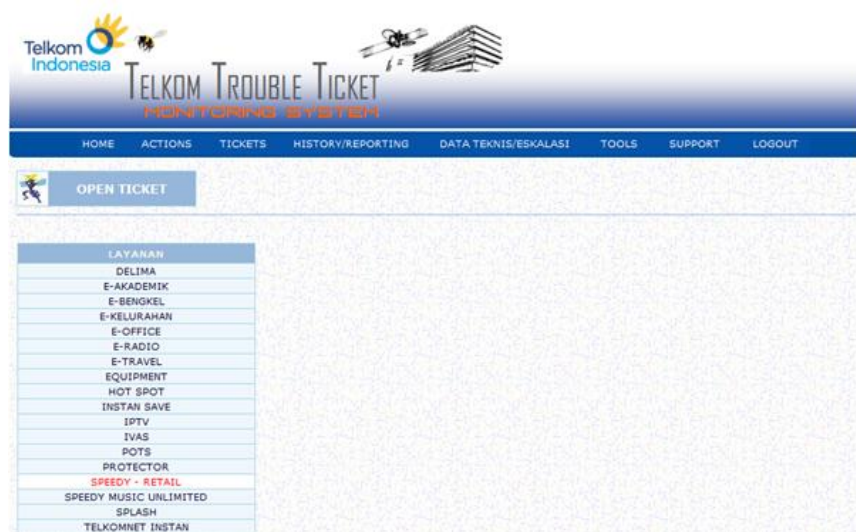 Telkom
Indonesia
TELKOM TROUBLE TICKET
MONITORING SYSTEM
HOME ACTIONS TICKETS HISTORY/REPORTING DATA TEKNIS/ESKALASI TOOLS SUPPORT LOGOUT
OPEN TICKET
LAYANAN
DELIMA
E-AKADEMIK
E-BENGKEL
E-KELURAHAN
E-OFFICE
E-RADIO
E-TRAVEL
EQUIPMENT
HOT SPOT
INSTAN SAVE
IPTV
IVAS
POTS
PROTECTOR
SPEEDY - RETAIL
SPEEDY MUSIC UNLIMITED
SPLASH
TELKOMNET INSTAN